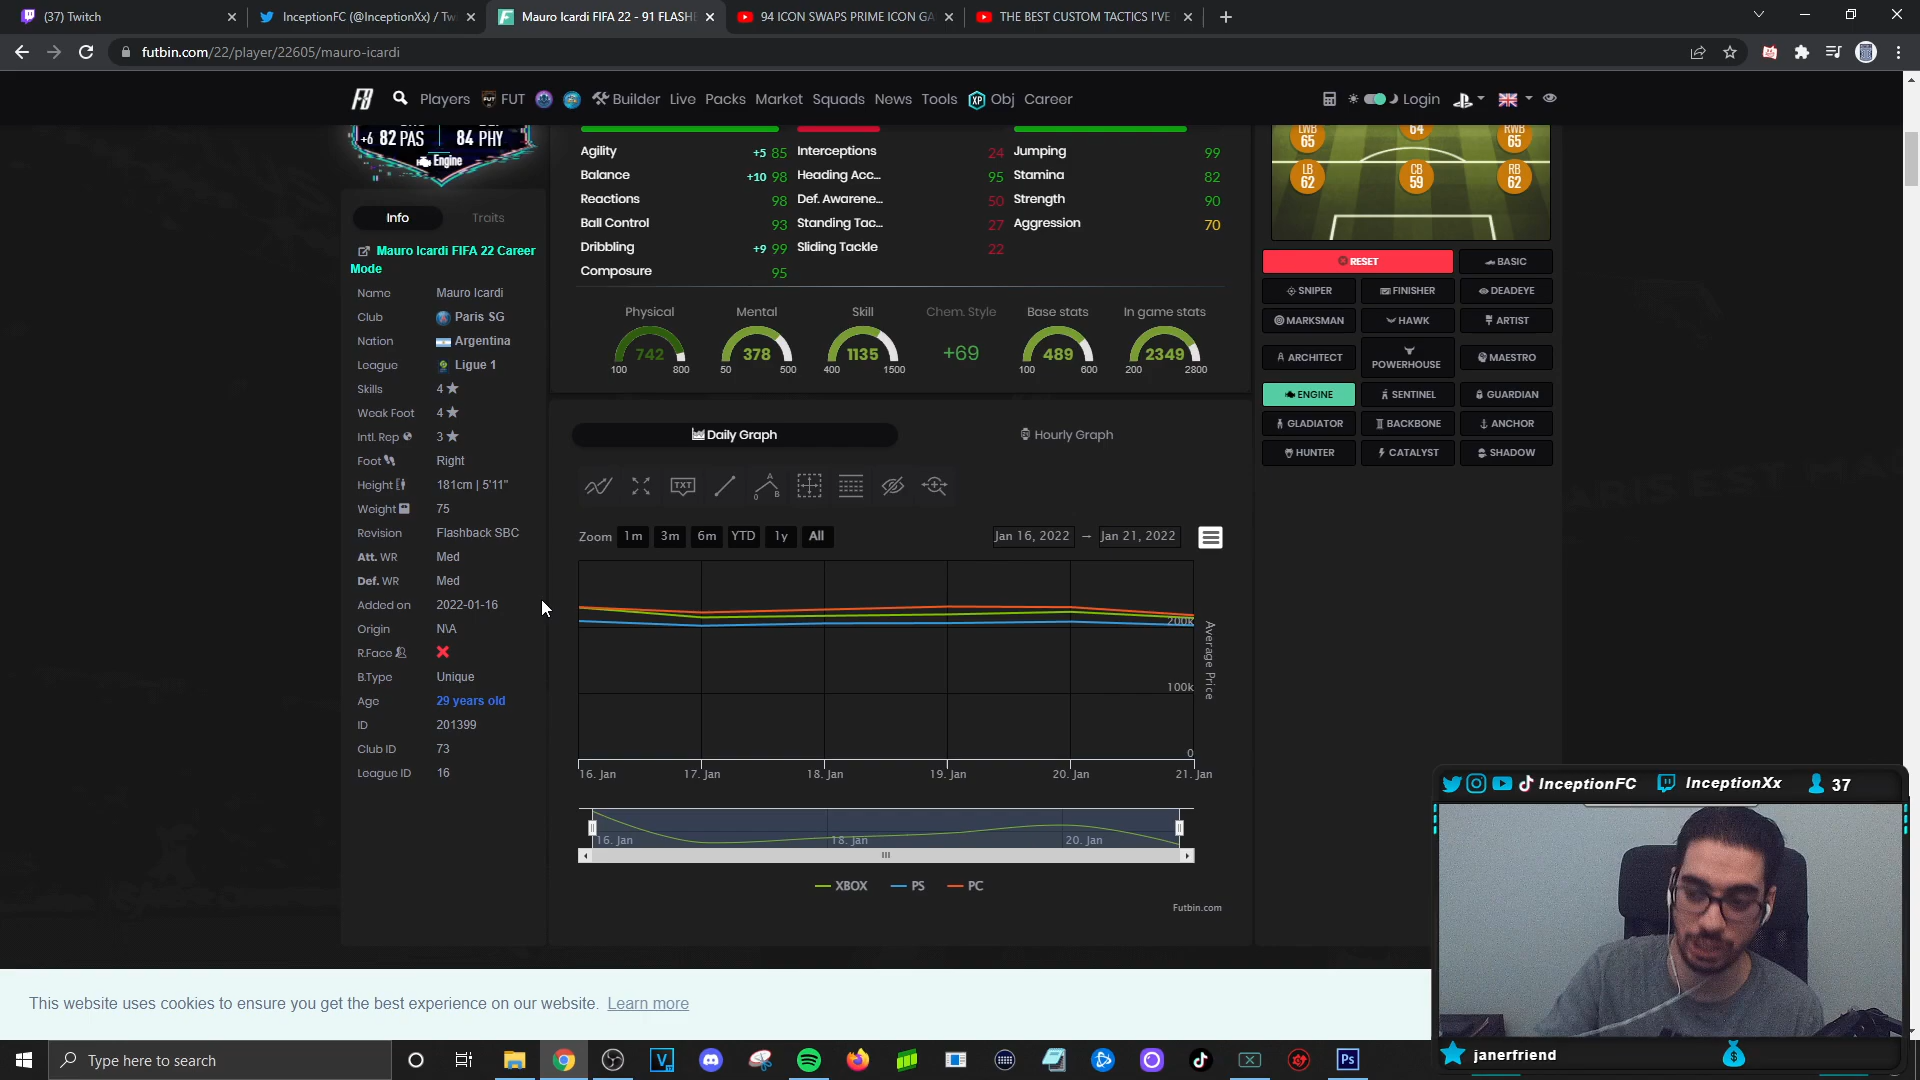 (37) Twitch
InceptionFC (@InceptionXx) / Tw
Mauro Icardi FIFA 22 - 91 FLASH
94 ICON SWAPS PRIME ICON GA
THE BEST CUSTOM TACTICS I'VE
futbin.com/22/player/22605/mauro-icardi
Players FUT Builder Live Packs Market Squads News Tools XP Obj Career Login
+6 82 PAS 84 PHY
Engine
Info Traits
Mauro Icardi FIFA 22 Career
Mode
Name Mauro Icardi
Club Paris SG
Nation Argentina
League Ligue 1
Skills 4
Weak Foot 4
Intl. Rep 3
Foot Right
Height 181cm | 5'11"
Weight 75
Revision Flashback SBC
Att. WR Med
Def. WR Med
Added on 2022-01-16
Origin N\A
R.Face
B.Type Unique
Age 29 years old
ID 201399
Club ID 73
League ID 16
Agility +5 85 Interceptions 24 Jumping 99
Balance +10 98 Heading Acc... 95 Stamina 82
Reactions 98 Def. Awarene... 50 Strength 90
Ball Control 93 Standing Tac... 27 Aggression 70
Dribbling +9 99 Sliding Tackle 22
Composure 95
Physical Mental Skill Chem. Style Base stats In game stats
742 378 1135 +69 489 2349
100 800 50 500 400 1500 100 600 200 2800
Daily Graph Hourly Graph
TXT
0 A B
Zoom 1m 3m 6m YTD 1y All Jan 16, 2022 → Jan 21, 2022
200k
100k
0
Average Price
16. Jan 17. Jan 18. Jan 19. Jan 20. Jan 21. Jan
16. Jan 18. Jan 20. Jan
XBOX PS PC
Futbin.com
LWB 65 64 RWB 65
LB 62 CB 59 RB 62
RESET BASIC
SNIPER FINISHER DEADEYE
MARKSMAN HAWK ARTIST
ARCHITECT POWERHOUSE MAESTRO
ENGINE SENTINEL GUARDIAN
GLADIATOR BACKBONE ANCHOR
HUNTER CATALYST SHADOW
InceptionFC InceptionXx 37
janerfriend
This website uses cookies to ensure you get the best experience on our website. Learn more
Type here to search
Ps